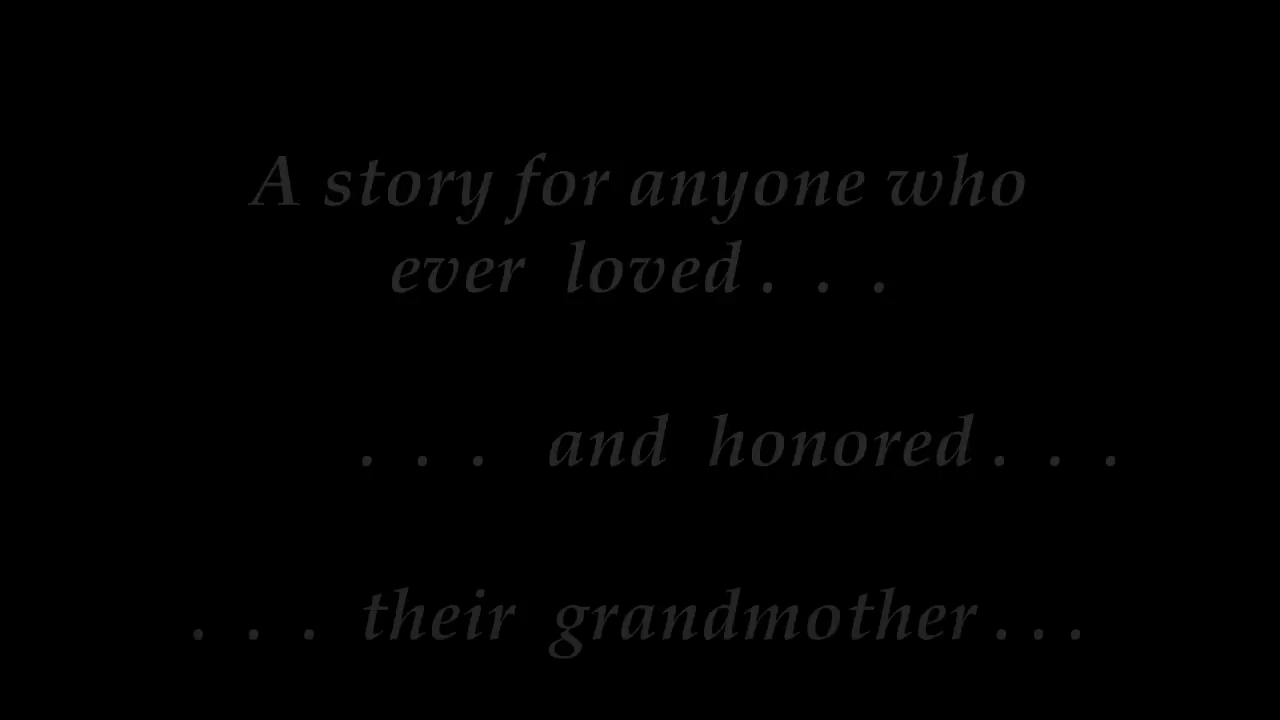 A story for anyone who
ever loved . . .
. . . and honored . . .
. . . their grandmother . . .